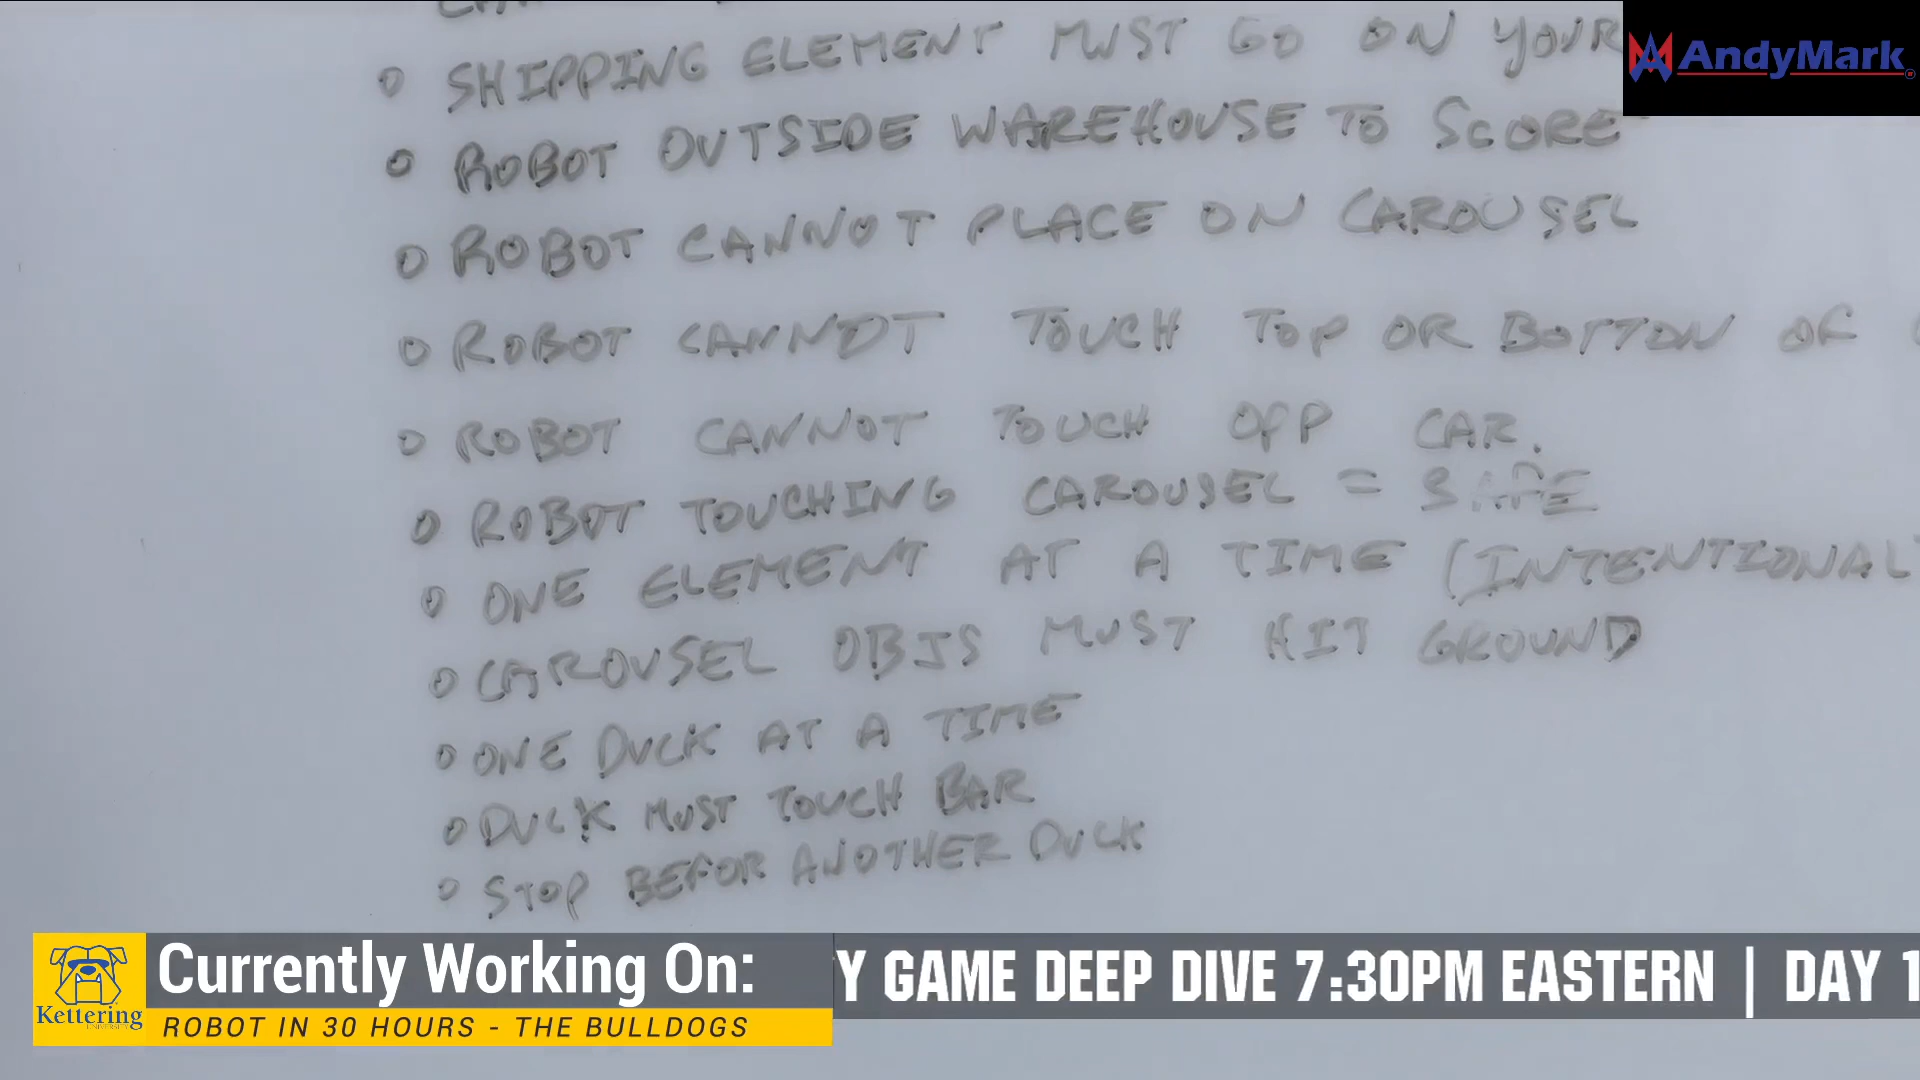 SHIPPING ELEMENT MUST GO ON YOUR
ROBOT OUTSIDE WAREHOUSE TO SCORE
ROBOT CANNOT PLACE ON CAROUSEL
ROBOT CANNOT TOUCH TOP OR BOTTON OF
ROBOT CANNOT TOUCH OPP CAR.
ROBOT TOUCHING CAROUSEL = SAFE
ONE ELEMENT AT A TIME (INTENTIONAL
CAROUSEL OBJS MUST HIT GROUND
ONE DUCK AT A TIME
DUCK MUST TOUCH BAR
STOP BEFOR ANOTHER DUCK
AndyMark
Currently Working On:
Y GAME DEEP DIVE 7:30PM EASTERN | DAY 1
Kettering
UNIVERSITY
ROBOT IN 30 HOURS - THE BULLDOGS